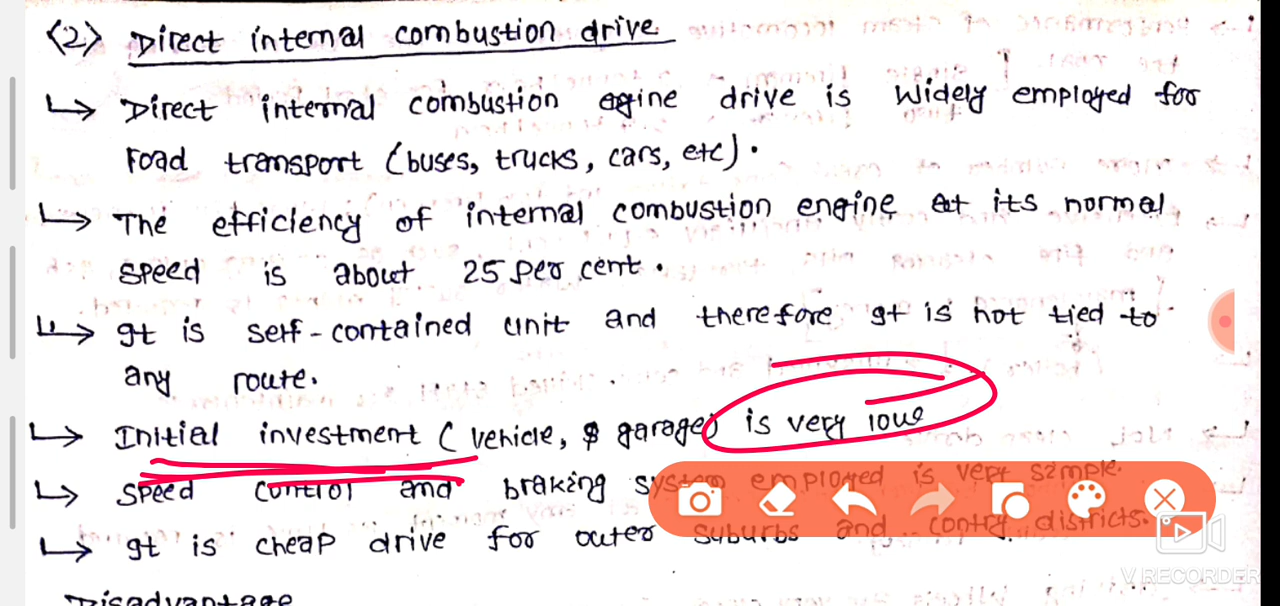 (2) Direct internal combustion drive
↳ Direct internal combustion egine drive is widely employed for
road transport (buses, trucks, cars, etc).
↳ The efficiency of internal combustion engine at its normal
speed is about 25 per cent.
↳ It is self-contained unit and therefore it is not tied to
any route.
↳ Initial investment (vehicle, & garage) is very low
↳ speed control and braking system employed is very simple.
↳ It is cheap drive for outer suburbs and contry districts.
Disadvantage
V RECORDER